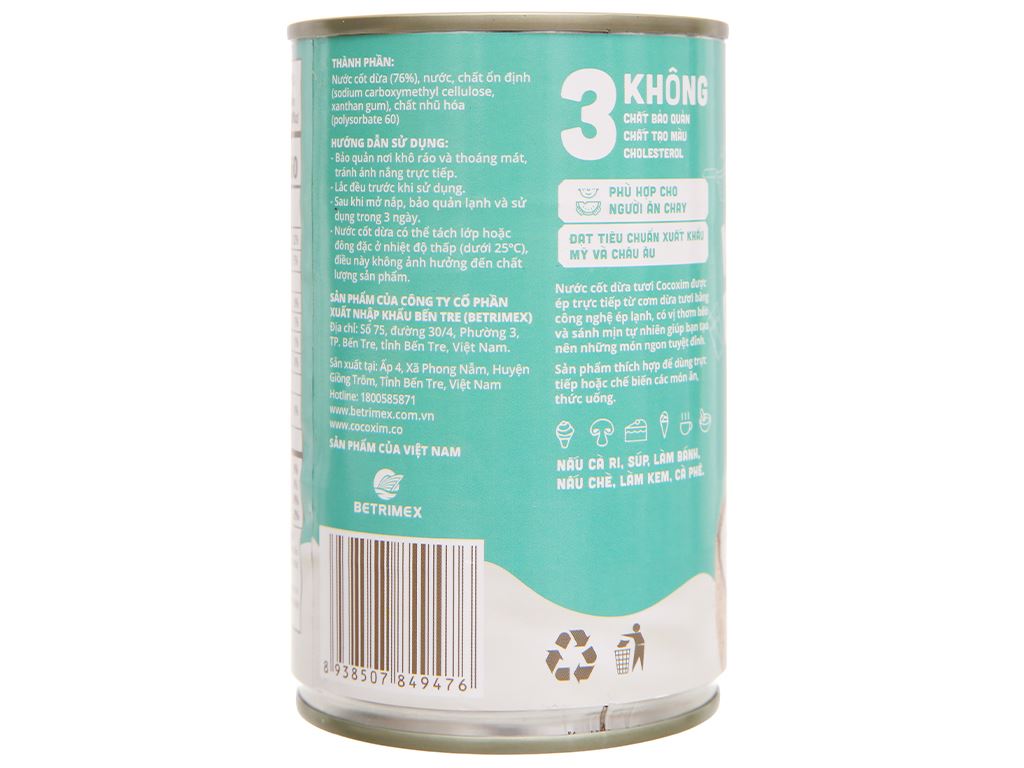 THÀNH PHẦN:
Nước cốt dừa (76%), nước, chất ổn định
(sodium carboxymethyl cellulose,
xanthan gum), chất nhũ hóa
(polysorbate 60)
HƯỚNG DẪN SỬ DỤNG:
- Bảo quản nơi khô ráo và thoáng mát,
tránh ánh nắng trực tiếp.
- Lắc đều trước khi sử dụng.
- Sau khi mở nắp, bảo quản lạnh và sử
dụng trong 3 ngày.
- Nước cốt dừa có thể tách lớp hoặc
đông đặc ở nhiệt độ thấp (dưới 25°C),
điều này không ảnh hưởng đến chất
lượng sản phẩm.
SẢN PHẨM CỦA CÔNG TY CỔ PHẦN
XUẤT NHẬP KHẨU BẾN TRE (BETRIMEX)
Địa chỉ: Số 75, đường 30/4, Phường 3,
TP. Bến Tre, tỉnh Bến Tre, Việt Nam.
Sản xuất tại: Ấp 4, Xã Phong Nẫm, Huyện
Giồng Trôm, Tỉnh Bến Tre, Việt Nam
Hotline: 1800585871
www.betrimex.com.vn
www.cocoxim.co
SẢN PHẨM CỦA VIỆT NAM
BETRIMEX
8 938507 849476
3 KHÔNG
CHẤT BẢO QUẢN
CHẤT TẠO MÀU
CHOLESTEROL
PHÙ HỢP CHO
NGƯỜI ĂN CHAY
ĐẠT TIÊU CHUẨN XUẤT KHẨU
MỸ VÀ CHÂU ÂU
Nước cốt dừa tươi Cocoxim được
ép trực tiếp từ cơm dừa tươi bằng
công nghệ ép lạnh, có vị thơm béo
và sánh mịn tự nhiên giúp bạn tạo
nên những món ngon tuyệt đỉnh.
Sản phẩm thích hợp để dùng trực
tiếp hoặc chế biến các món ăn,
thức uống.
NẤU CÀ RI, SÚP, LÀM BÁNH,
NẤU CHÈ, LÀM KEM, CÀ PHÊ.